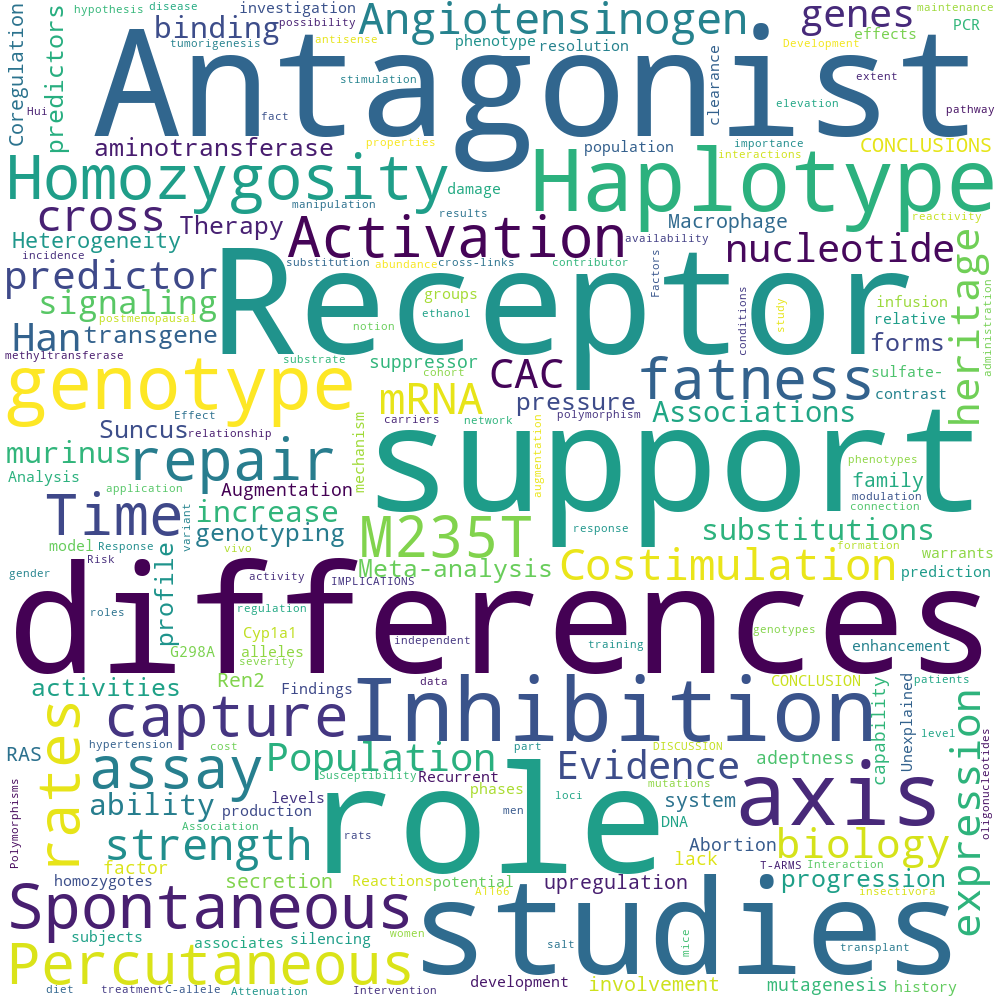 hypothesis
disease
investigation
possibility
Angiotensinogen
genes
maintenance
Coregulation
predictors
tumorigenesis
binding
antisense
phenotype
resolution
Development
effects
PCR
Antagonist
stimulation
clearance
extent
elevation
Hui
fact
pathway
properties
aminotransferase
population
importance
interactions
CONCLUSIONS
Homozygosity
damage
Haplotype
manipulation
results
cross
Therapy
Activation
Macrophage
reactivity
Heterogeneity
availability
nucleotide
incidence
substitution
abundance
cross-links
contributor
Factors
heritage
administration
predictor
Receptor
signaling
groups
ethanol
conditions
study
infusion
postmenopausal
notion
relative
Han
transgene
forms
methyltransferase
substrate
suppressor
CAC
fatness
sulfate-
genotype
cohort
mRNA
pressure
contrast
Effect
carriers
network
polymorphism
Associations
Suncus
relationship
support
murinus
repair
mechanism
augmentation
phenotypes
Analysis
family
application
Augmentation
modulation
connection
Time
variant
increase
genotyping
M235T
response
substitutions
model
Response
vivo
formation
warrants
Risk
profile
Meta-analysis
Costimulation
prediction
gender
activity
IMPLICATIONS
differences
roles
regulation
Cyp1a1
independent
training
genotypes
G298A
alleles
severity
enhancement
activities
Ren2
Findings
data
Inhibition
CONCLUSION
capability
Unexplained
patients
expression
rates
capture
level
oligonucleotides
RAS
hypertension
cost
Population
part
Evidence
DISCUSSION
adeptness
assay
Susceptibility
Recurrent
mutations
axis
Polymorphisms
ability
production
levels
role
phases
men
loci
system
Association
rats
DNA
strength
Abortion
biology
factor
lack
T-ARMS
Interaction
homozygotes
secretion
Reactions
potential
A1166
upregulation
progression
insectivora
Spontaneous
studies
subjects
associates
silencing
women
salt
mice
transplant
Percutaneous
diet
treatment
C-allele
Attenuation
Intervention
development
involvement
mutagenesis
history